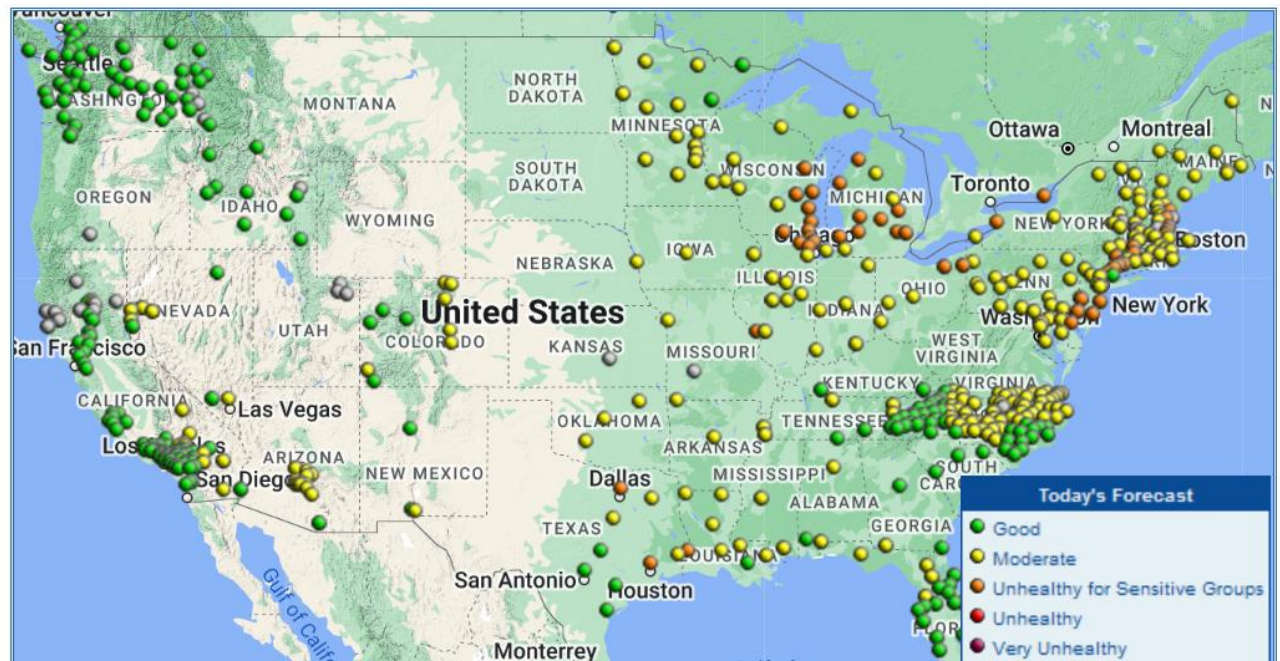 Vancouver
Seattle
WASHINGTON
MONTANA
NORTH
DAKOTA
MINNESOTA
Ottawa
Montreal
MAINE
OREGON
IDAHO
SOUTH
DAKOTA
WISCONSIN
MICHIGAN
Toronto
NEW YORK
WYOMING
Boston
NEBRASKA
IOWA
Chicago
ILLINOIS
INDIANA
OHIO
PENN
New York
NEVADA
UTAH
United States
COLORADO
KANSAS
MISSOURI
WEST
VIRGINIA
Washington
San Francisco
CALIFORNIA
Las Vegas
KENTUCKY
VIRGINIA
Los Angeles
ARIZONA
NEW MEXICO
OKLAHOMA
ARKANSAS
TENNESSEE
MISSISSIPPI
SOUTH
San Diego
Dallas
TEXAS
ALABAMA
GEORGIA
LOUISIANA
San Antonio
Houston
Gulf of Calif
Monterrey
Today's Forecast
Good
Moderate
Unhealthy for Sensitive Groups
Unhealthy
Very Unhealthy